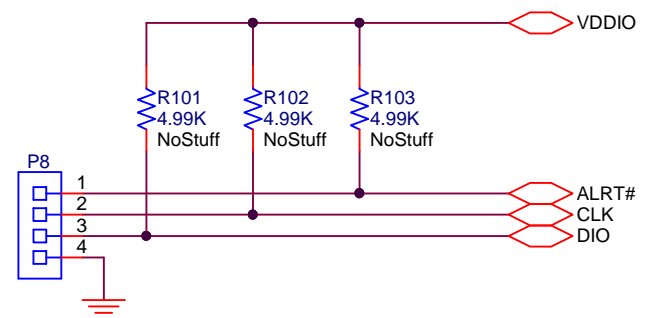 VDDIO
R101 R102 R103
4.99K 4.99K 4.99K
NoStuff NoStuff NoStuff
P8
1 ALRT#
2 CLK
3 DIO
4